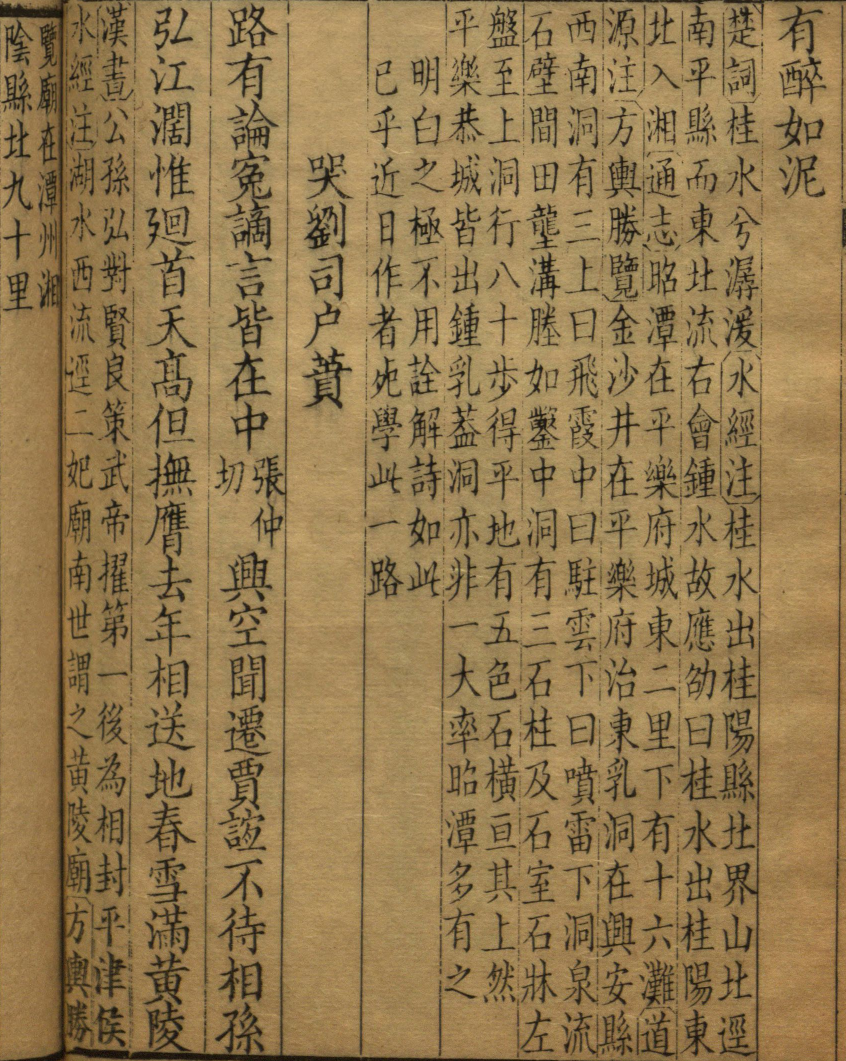 有醉如泥
楚詞桂水兮潺湲水經注桂水出桂陽縣北界山北逕
南平縣而東北流右會鍾水故應劭曰桂水出桂陽東
北入湘通志昭潭在平樂府城東二里下有十六灘道
源注方輿勝覽金沙井在平樂府治東乳洞在興安縣
西南洞有三上曰飛霞中曰駐雲下曰噴雷下洞泉流
石壁間田壟溝塍如鑿中洞有三石柱及石室石牀左
盤至上洞行八十步得平地有五色石橫亘其上然
平樂恭城皆出鍾乳葢洞亦非一大率昭潭多有之
明白之極不用詮解詩如此
已乎近日作者𭮀學此一路
哭劉司户蕡
路有論寃謫言皆在中張仲切興空聞遷賈誼不待相孫
弘江濶惟廻首天高但撫膺去年相送地春雪滿黃陵
漢書公孫弘對賢良策武帝擢第一後為相封平津侯
水經注湖水西流逕二妃廟南世謂之黃陵廟方輿勝
覽廟在潭州湘
陰縣北九十里